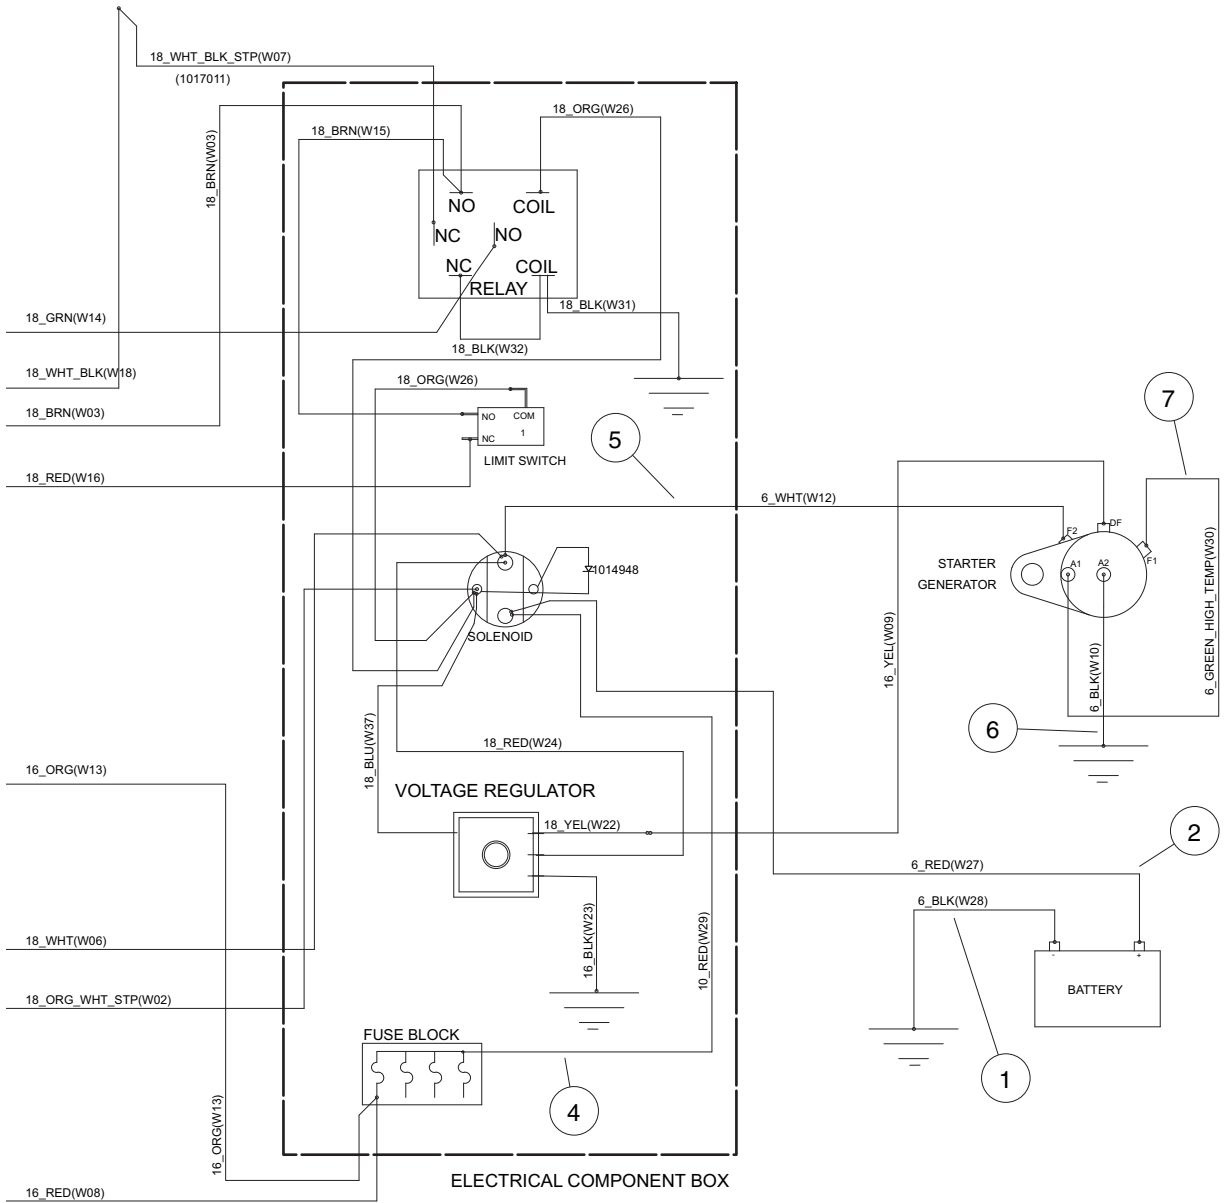 18_WHT_BLK_STP(W07)
(1017011)
18_BRN(W03)
18_BRN(W15)
18_ORG(W26)
NO
COIL
NC
NO
NC
COIL
RELAY
18_BLK(W31)
18_GRN(W14)
18_BLK(W32)
18_WHT_BLK(W18)
18_ORG(W26)
18_BRN(W03)
NO
COM
1
NC
LIMIT SWITCH
18_RED(W16)
5
7
6_WHT(W12)
F2
DF
F1
A1
A2
STARTER
GENERATOR
1014948
SOLENOID
16_YEL(W09)
6_BLK(W10)
6_GREEN_HIGH_TEMP(W30)
6
18_BLU(W37)
18_RED(W24)
16_ORG(W13)
VOLTAGE REGULATOR
18_YEL(W22)
2
6_RED(W27)
6_BLK(W28)
16_BLK(W23)
10_RED(W29)
18_WHT(W06)
-
+
BATTERY
18_ORG_WHT_STP(W02)
FUSE BLOCK
1
4
16_ORG(W13)
ELECTRICAL COMPONENT BOX
16_RED(W08)